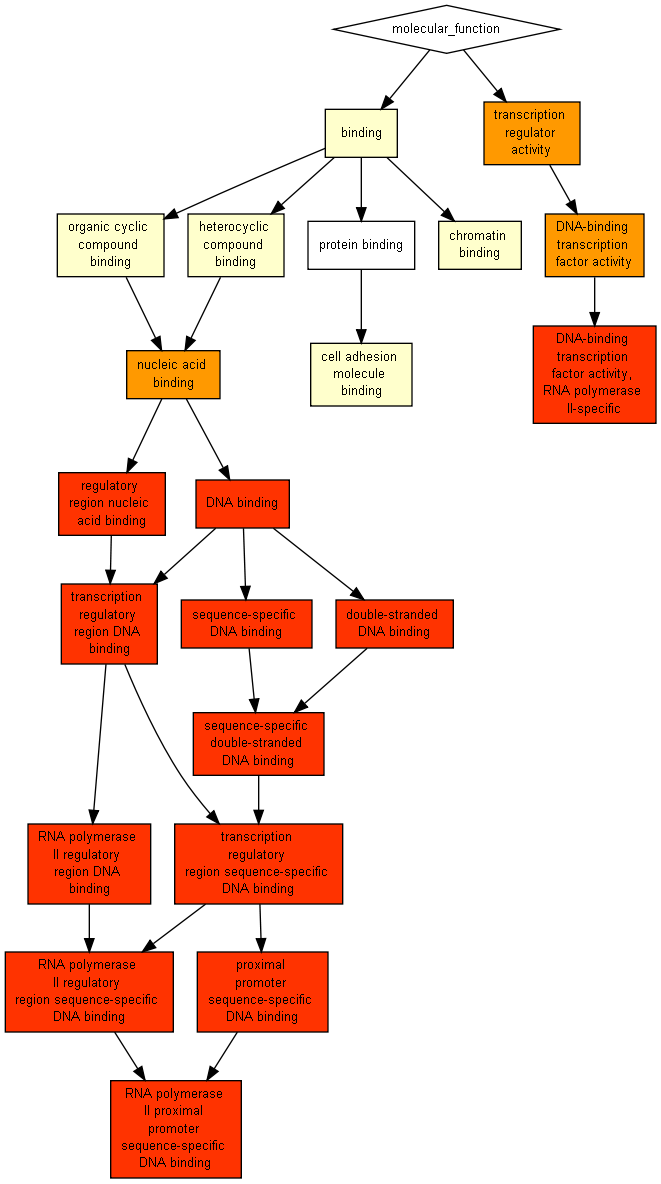 molecular_function
binding
transcription
regulator
activity
organic cyclic
compound
binding
heterocyclic
compound
binding
protein binding
chromatin
binding
DNA-binding
transcription
factor activity
nucleic acid
binding
cell adhesion
molecule
binding
DNA-binding
transcription
factor activity,
RNA polymerase
II-specific
regulatory
region nucleic
acid binding
DNA binding
transcription
regulatory
region DNA
binding
sequence-specific
DNA binding
double-stranded
DNA binding
sequence-specific
double-stranded
DNA binding
RNA polymerase
II regulatory
region DNA
binding
transcription
regulatory
region sequence-specific
DNA binding
RNA polymerase
II regulatory
region sequence-specific
DNA binding
proximal
promoter
sequence-specific
DNA binding
RNA polymerase
II proximal
promoter
sequence-specific
DNA binding